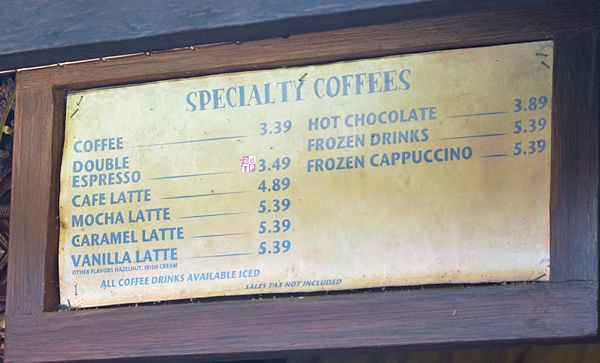 SPECIALTY COFFEES
COFFEE 3.39
DOUBLE
ESPRESSO 3.49
CAFE LATTE 4.89
MOCHA LATTE 5.39
CARAMEL LATTE 5.39
VANILLA LATTE 5.39
OTHER FLAVORS HAZELNUT, IRISH CREAM
HOT CHOCOLATE 3.89
FROZEN DRINKS 5.39
FROZEN CAPPUCCINO 5.39
ALL COFFEE DRINKS AVAILABLE ICED
SALES TAX NOT INCLUDED